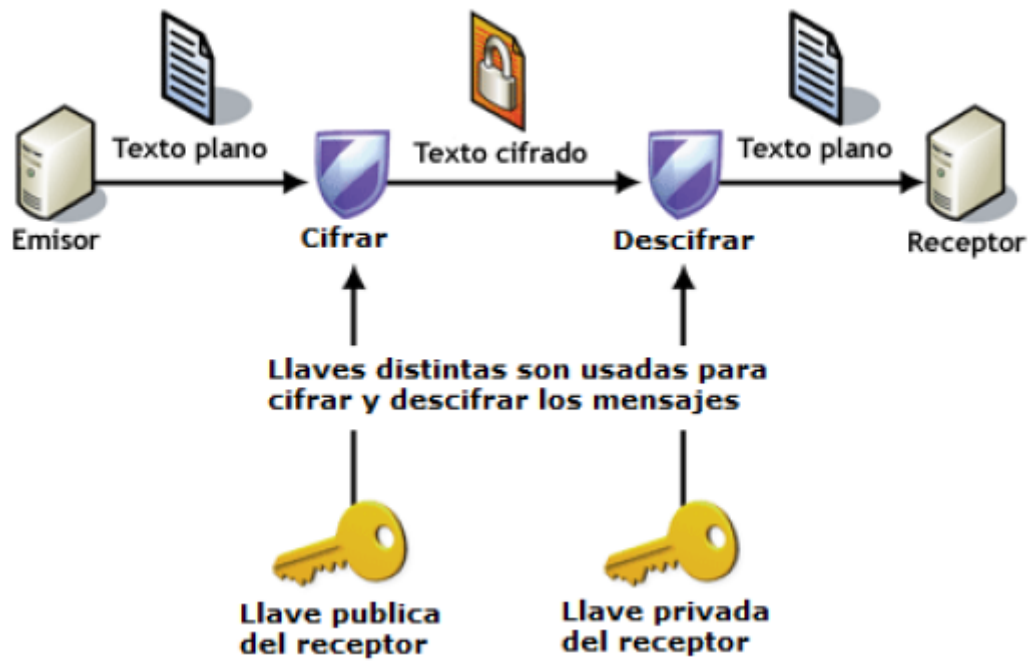 Texto plano
Texto cifrado
Texto plano
Emisor
Cifrar
Descifrar
Receptor
Llaves distintas son usadas para
cifrar y descifrar los mensajes
Llave publica
del receptor
Llave privada
del receptor